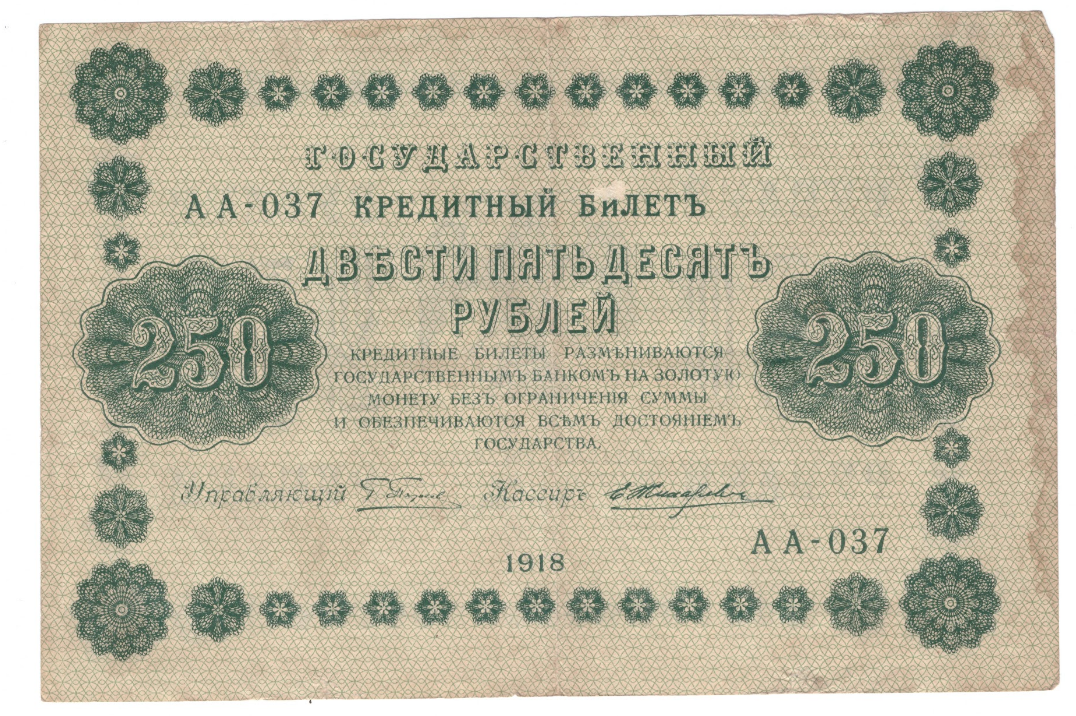 ГОСУДАРСТВЕННЫЙ
АА-037 КРЕДИТНЫЙ БИЛЕТЪ
ДВѢСТИ ПЯТЬДЕСЯТЪ
РУБЛЕЙ
250 250
КРЕДИТНЫЕ БИЛЕТЫ РАЗМѢНИВАЮТСЯ
ГОСУДАРСТВЕННЫМЪ БАНКОМЪ НА ЗОЛОТУЮ
МОНЕТУ БЕЗЪ ОГРАНИЧЕНІЯ СУММЫ
И ОБЕЗПЕЧИВАЮТСЯ ВСѢМЪ ДОСТОЯНІЕМЪ
ГОСУДАРСТВА.
Управляющій Кассиръ
АА-037
1918